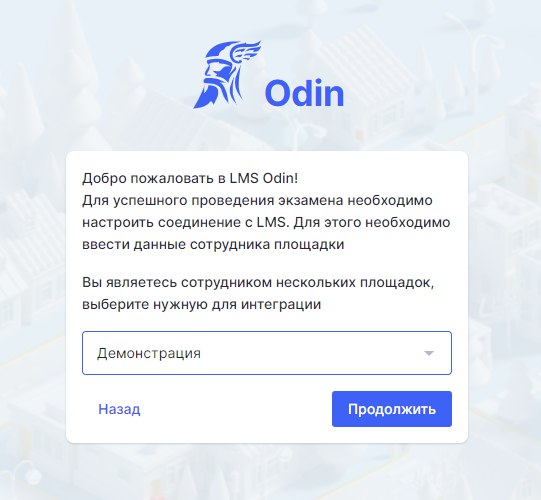 Odin
Добро пожаловать в LMS Odin!
Для успешного проведения экзамена необходимо
настроить соединение с LMS. Для этого необходимо
ввести данные сотрудника площадки
Вы являетесь сотрудником нескольких площадок,
выберите нужную для интеграции
Демонстрация
Назад
Продолжить